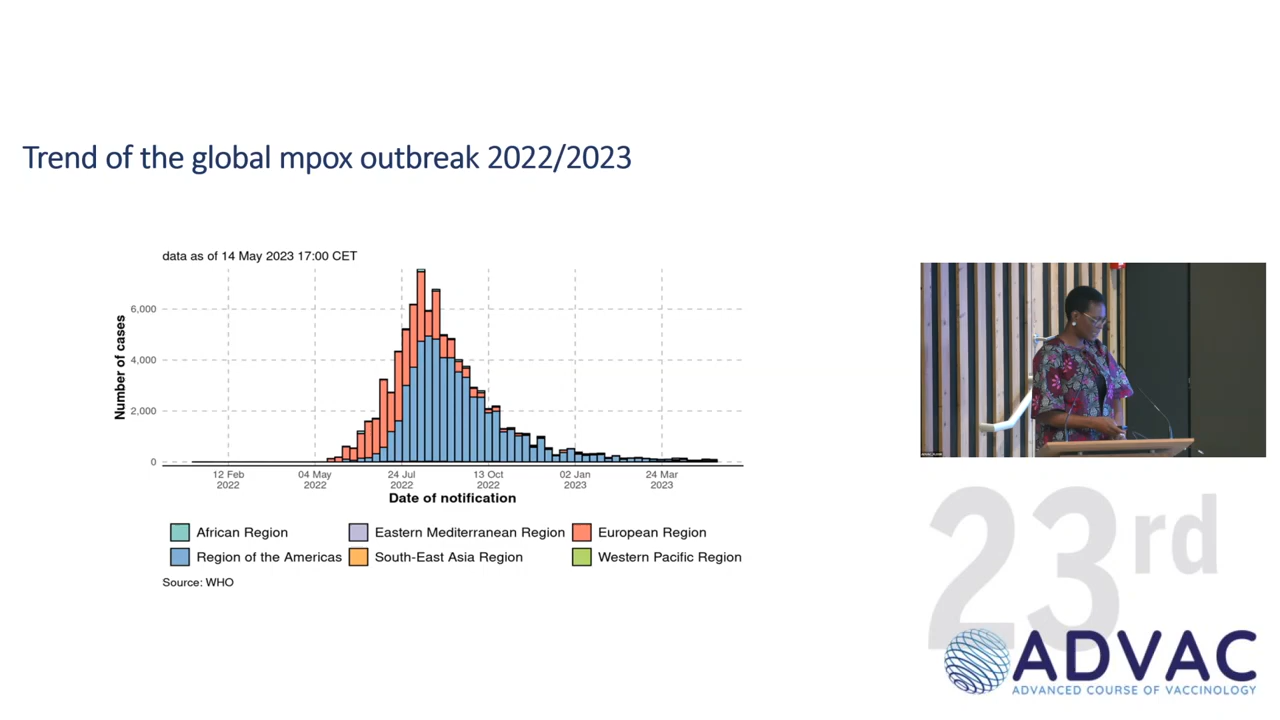 Trend of the global mpox outbreak 2022/2023
data as of 14 May 2023 17:00 CET
Number of cases
6,000
4,000
2,000
0
12 Feb 2022
04 May 2022
24 Jul 2022
13 Oct 2022
02 Jan 2023
24 Mar 2023
Date of notification
African Region
Eastern Mediterranean Region
European Region
Region of the Americas
South-East Asia Region
Western Pacific Region
Source: WHO
23rd
ADVAC
ADVANCED COURSE OF VACCINOLOGY